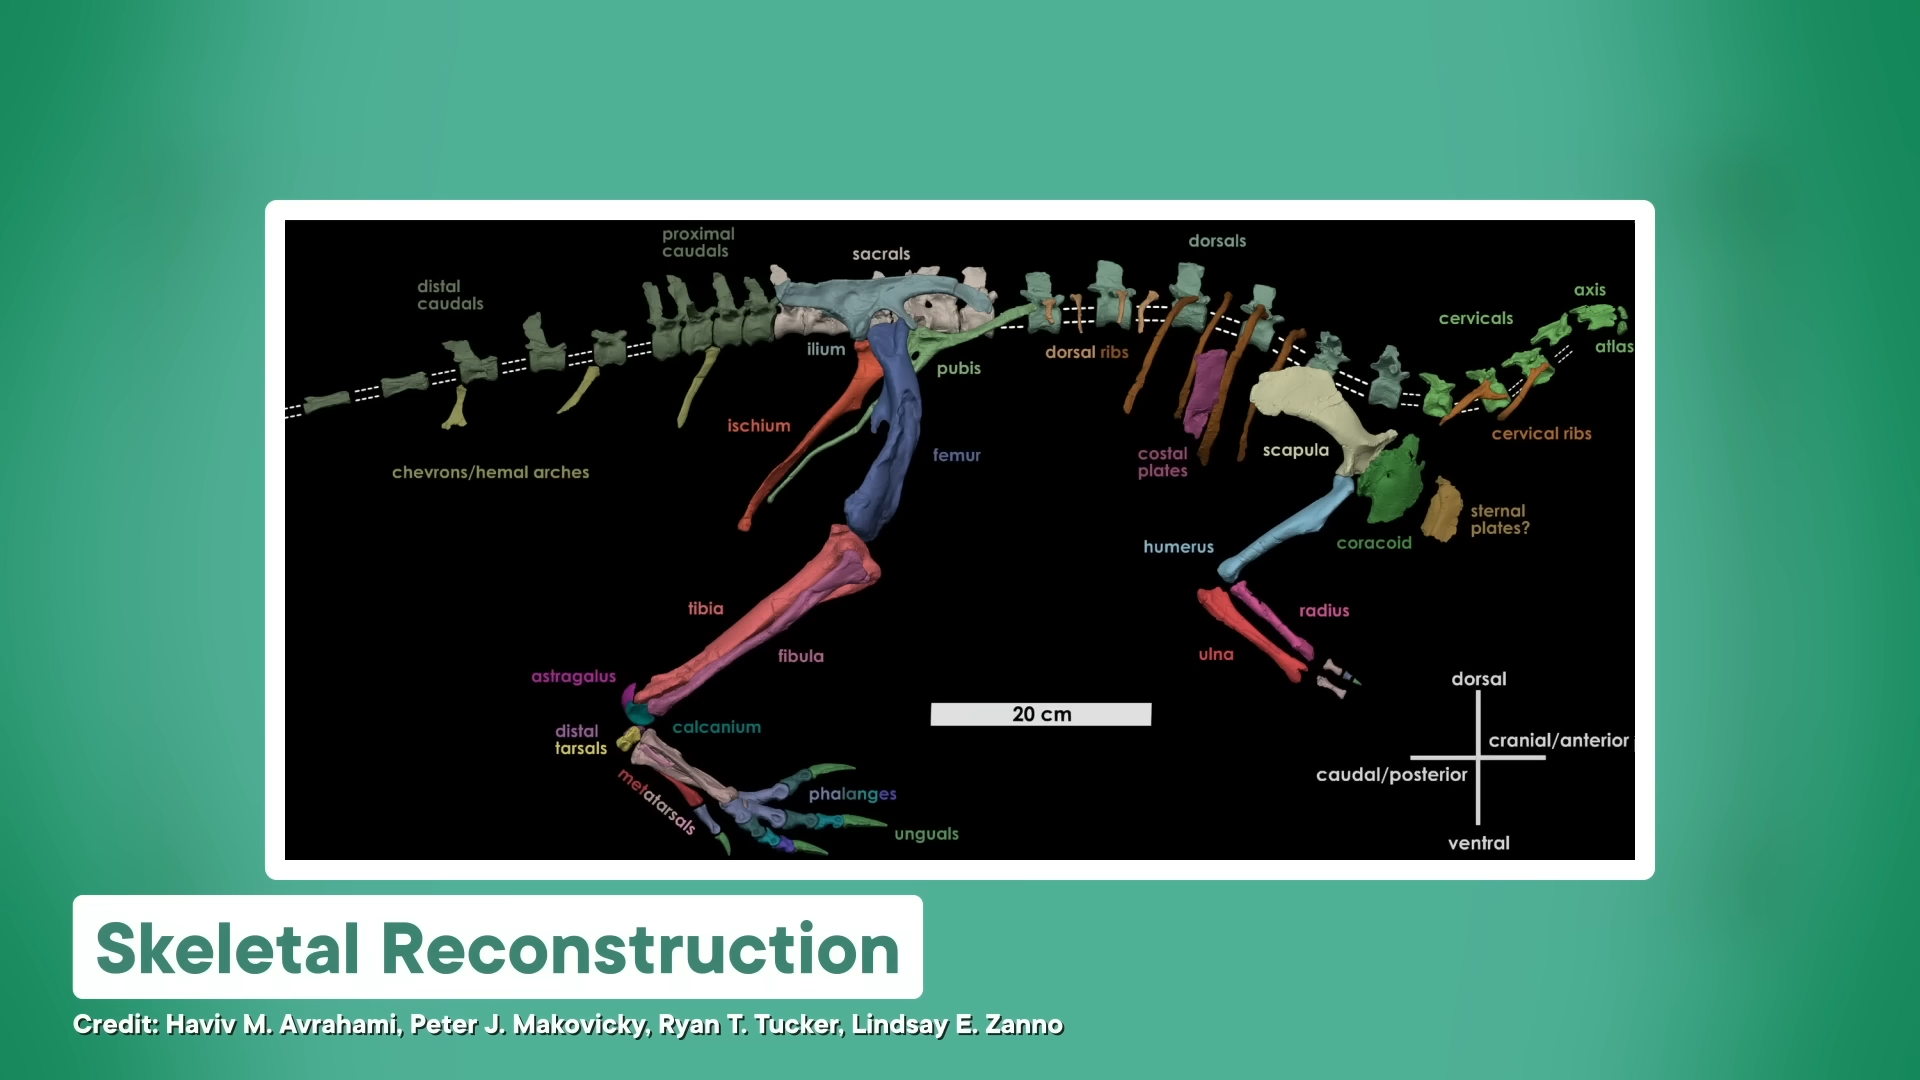 proximal
caudals
sacrals
dorsals
distal
caudals
axis
cervicals
atlas
ilium
pubis
dorsal ribs
ischium
femur
cervical ribs
chevrons/hemal arches
costal
plates
scapula
sternal
plates?
humerus
coracoid
tibia
radius
fibula
ulna
astragalus
dorsal
20 cm
calcanium
distal
tarsals
cranial/anterior
caudal/posterior
metatarsals
phalanges
unguals
ventral
Skeletal Reconstruction
Credit: Haviv M. Avrahami, Peter J. Makovicky, Ryan T. Tucker, Lindsay E. Zanno